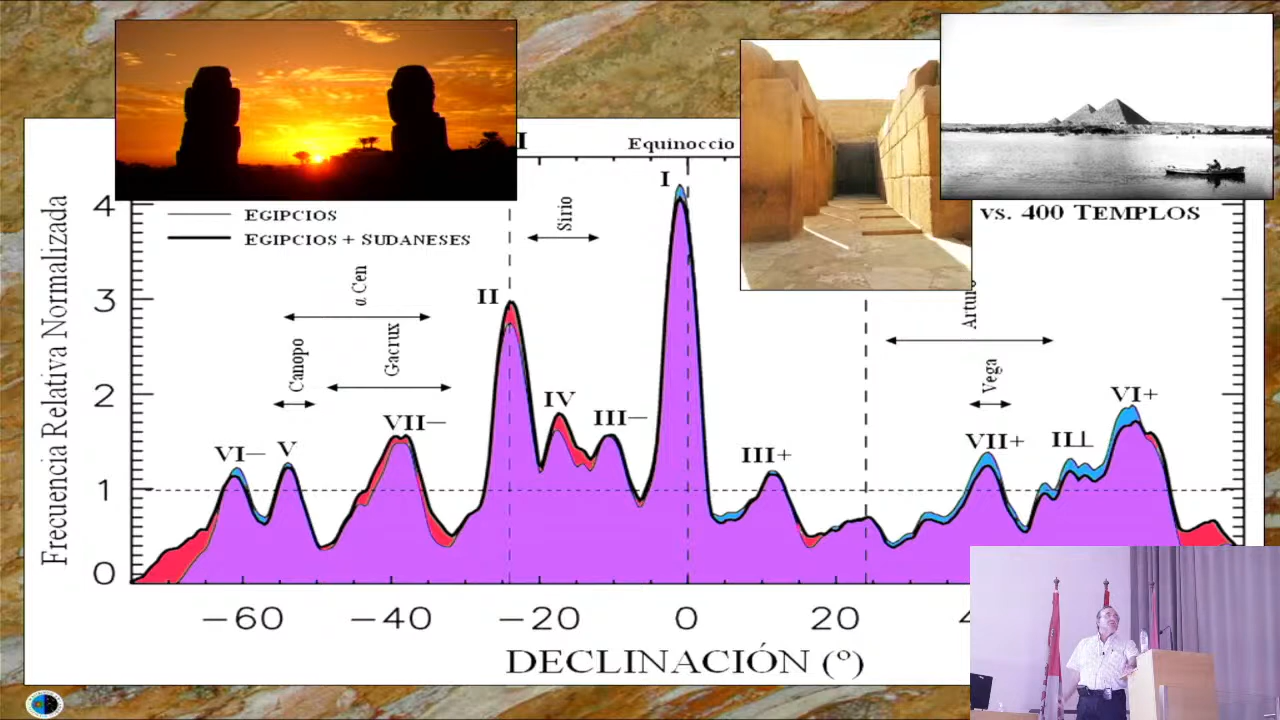 I
Equinoccio
vs. 400 TEMPLOS
EGIPCIOS
EGIPCIOS + SUDANESES
Sirio
α Cen
Canopo
Gacrux
Vega
I
II
IV
III−
VI−
V
VII−
III+
VII+
II⊥
VI+
Frecuencia Relativa Normalizada
4
3
2
1
0
−60
−40
−20
0
20
DECLINACIÓN (º)